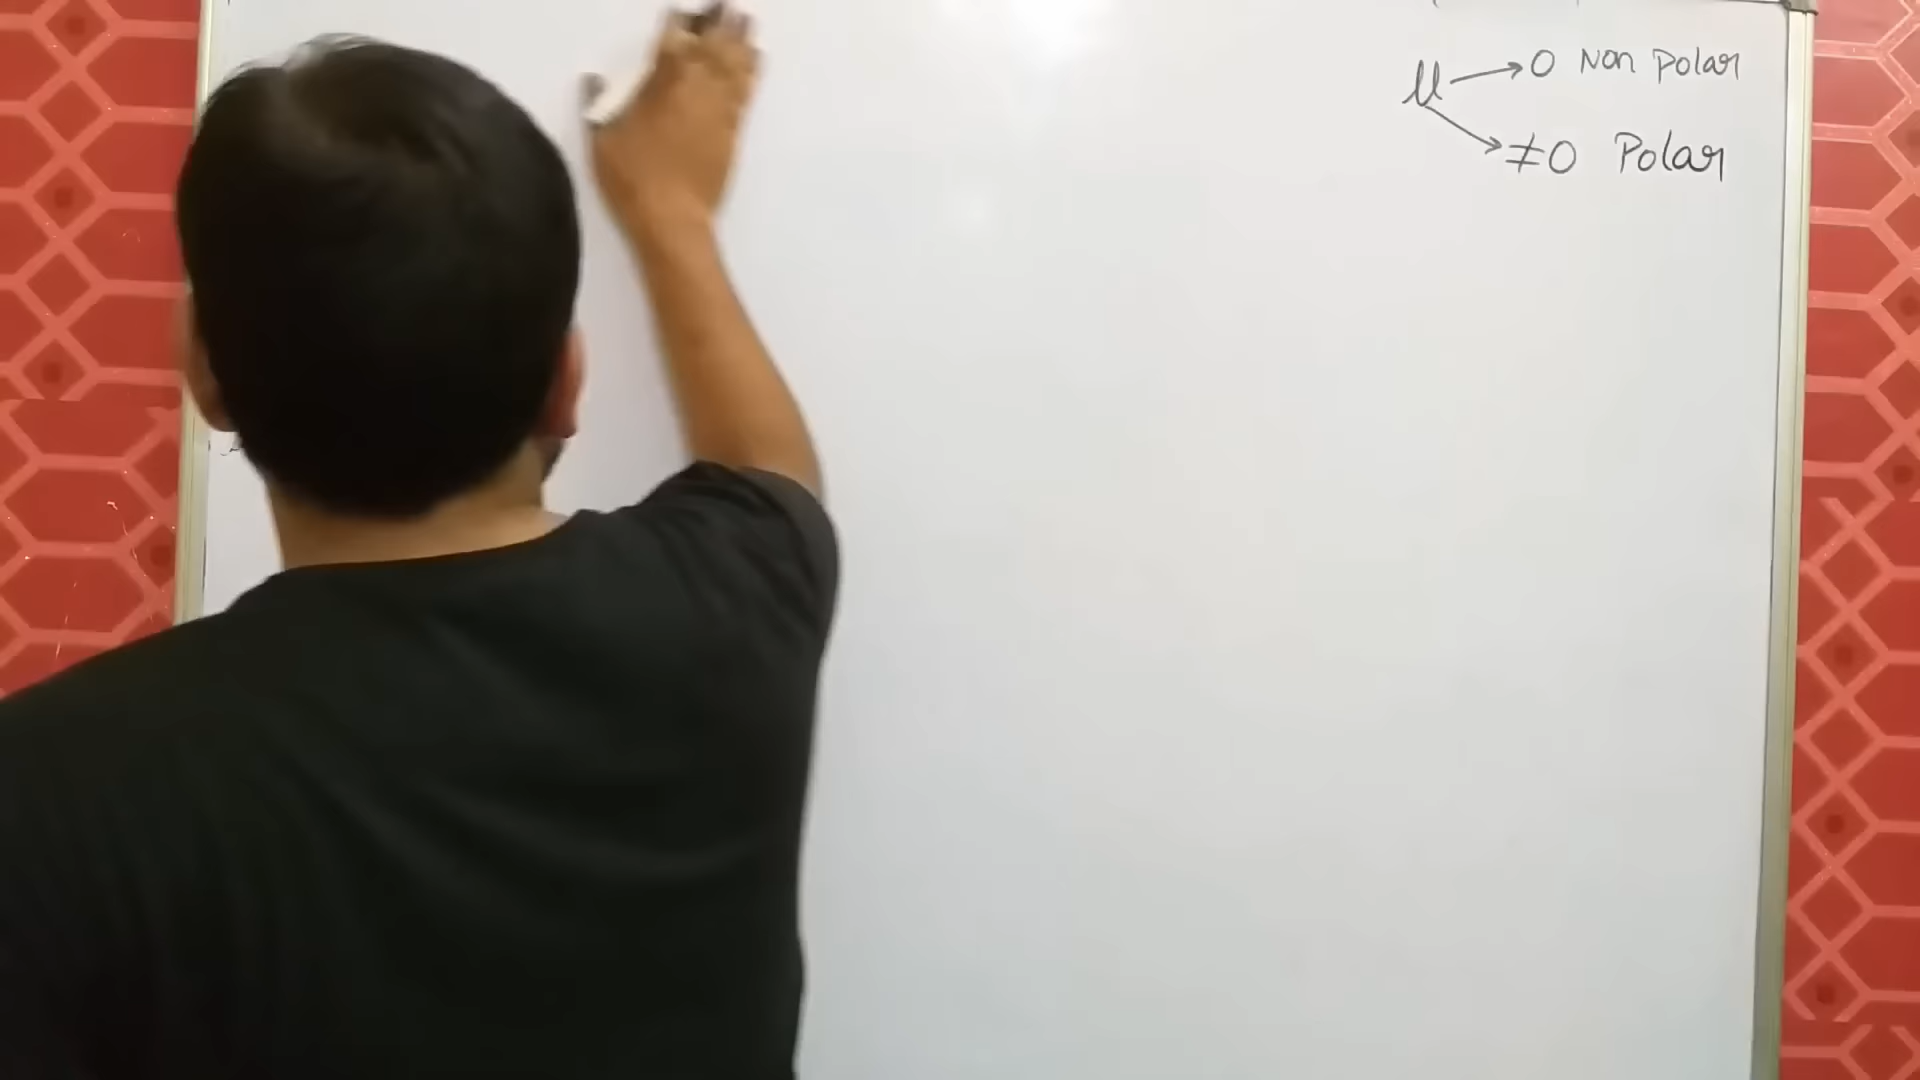 μ → 0 Non Polar
→ ≠0 Polar